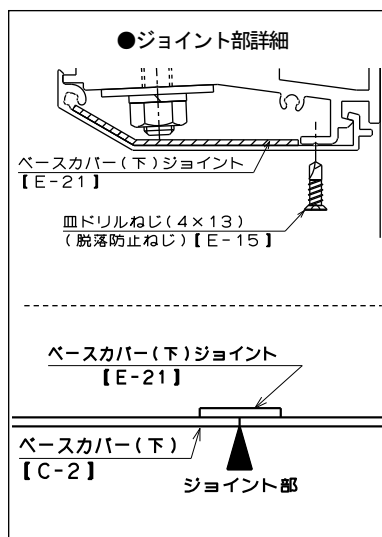 ●ジョイント部詳細
ベースカバー(下)ジョイント
【E-21】
皿ドリルねじ(4×13)
(脱落防止ねじ)【E-15】
ベースカバー(下)ジョイント
【E-21】
ベースカバー(下)
【C-2】
ジョイント部